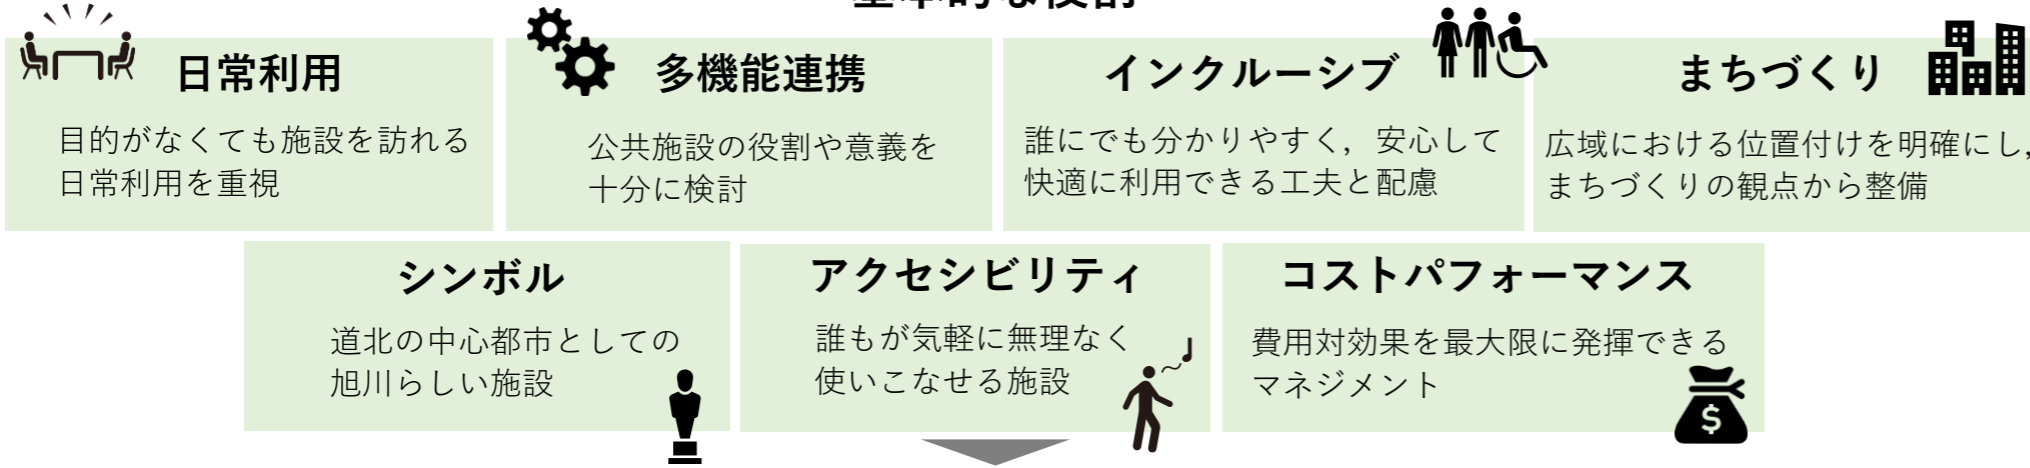 基本的な役割
日常利用
目的がなくても施設を訪れる
日常利用を重視
多機能連携
公共施設の役割や意義を
十分に検討
インクルーシブ
誰にでも分かりやすく，安心して
快適に利用できる工夫と配慮
まちづくり
広域における位置付けを明確にし，
まちづくりの観点から整備
シンボル
道北の中心都市としての
旭川らしい施設
アクセシビリティ
誰もが気軽に無理なく
使いこなせる施設
コストパフォーマンス
費用対効果を最大限に発揮できる
マネジメント
$